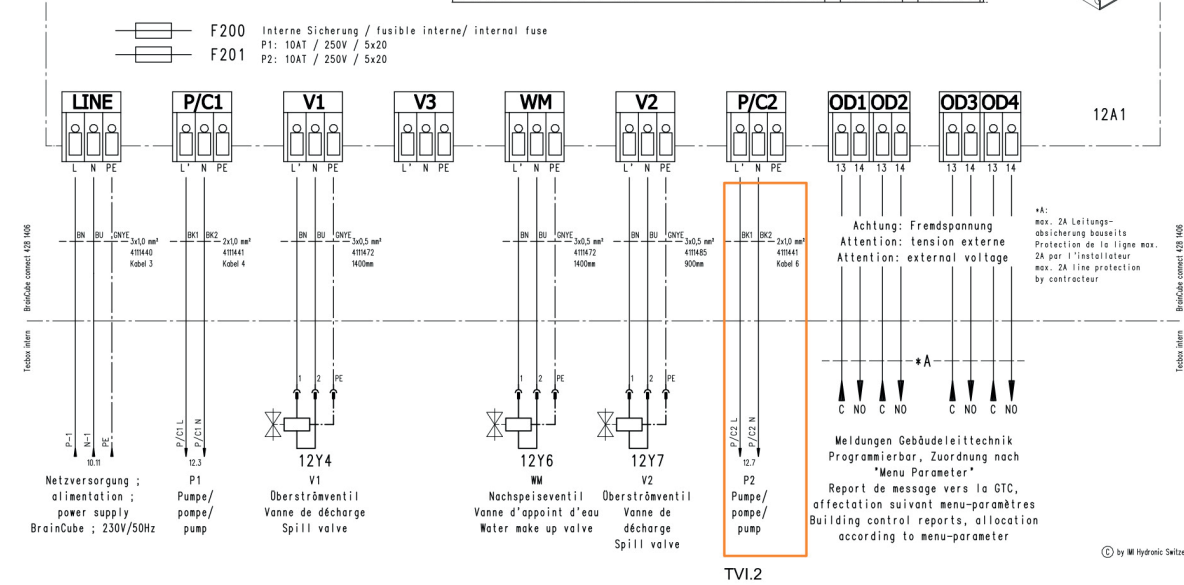 F200 Interne Sicherung / fusible interne/ internal fuse
P1: 10AT / 250V / 5x20
F201 P2: 10AT / 250V / 5x20
LINE P/C1 V1 V3 WM V2 P/C2 OD1 OD2 OD3 OD4
12A1
L N PE L' N PE L' N PE L' N PE L' N PE L' N PE L' N PE 13 14 13 14 13 14 13 14
BN BU GNYE
3x1,0 mm²
4111440
Kabel 3
BK1 BK2
2x1,0 mm²
4111441
Kabel 4
BN BU GNYE
3x0,5 mm²
4111472
1400mm
BN BU GNYE
3x0,5 mm²
4111472
1400mm
BN BU GNYE
3x0,5 mm²
4111485
900mm
BK1 BK2
2x1,0 mm²
4111441
Kabel 6
Achtung: Fremdspannung
Attention: tension externe
Attention: external voltage
*A:
max. 2A Leitungs-
absicherung bauseits
Protection de la ligne max.
2A par l'installateur
max. 2A line protection
by contracteur
BrainCube connect 428 1406
Tecbox intern
BrainCube connect 428 1406
Tecbox intern
*A
1 2 PE
1 2 PE
1 2 PE
C NO C NO C NO C NO
P-1 N-1 PE
10.11
P/C1 L P/C1 N
12.3
P/C2 L P/C2 N
12.7
Netzversorgung ;
alimentation ;
power supply
BrainCube ; 230V/50Hz
P1
Pumpe/
pompe/
pump
12Y4
V1
Überströmventil
Vanne de décharge
Spill valve
12Y6
WM
Nachspeiseventil
Vanne d'appoint d'eau
Water make up valve
12Y7
V2
Überströmventil
Vanne de
décharge
Spill valve
P2
Pumpe/
pompe/
pump
Meldungen Gebäudeleittechnik
Programmierbar, Zuordnung nach
"Menu Parameter"
Report de message vers la GTC,
affectation suivant menu-paramètres
Building control reports, allocation
according to menu-parameter
© by IMI Hydronic Switze
TVI.2